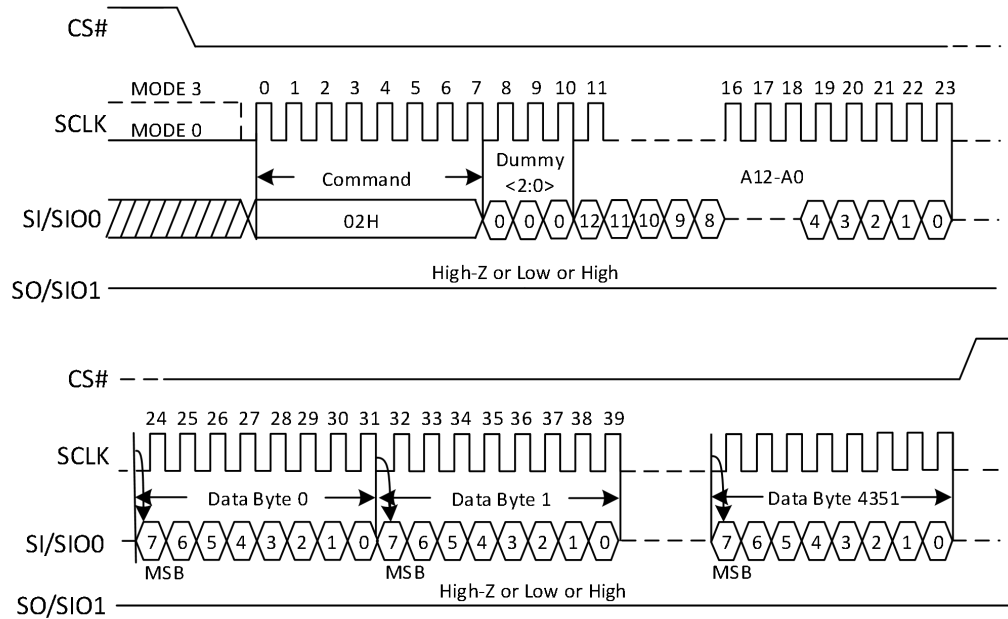 CS#
MODE 3
0 1 2 3 4 5 6 7 8 9 10 11 16 17 18 19 20 21 22 23
SCLK
MODE 0
Dummy
Command <2:0> A12-A0
SI/SIO0 02H 0 0 0 12 11 10 9 8 4 3 2 1 0
High-Z or Low or High
SO/SIO1
CS#
24 25 26 27 28 29 30 31 32 33 34 35 36 37 38 39
SCLK
Data Byte 0 Data Byte 1 Data Byte 4351
SI/SIO0 7 6 5 4 3 2 1 0 7 6 5 4 3 2 1 0 7 6 5 4 3 2 1 0
MSB MSB MSB
High-Z or Low or High
SO/SIO1